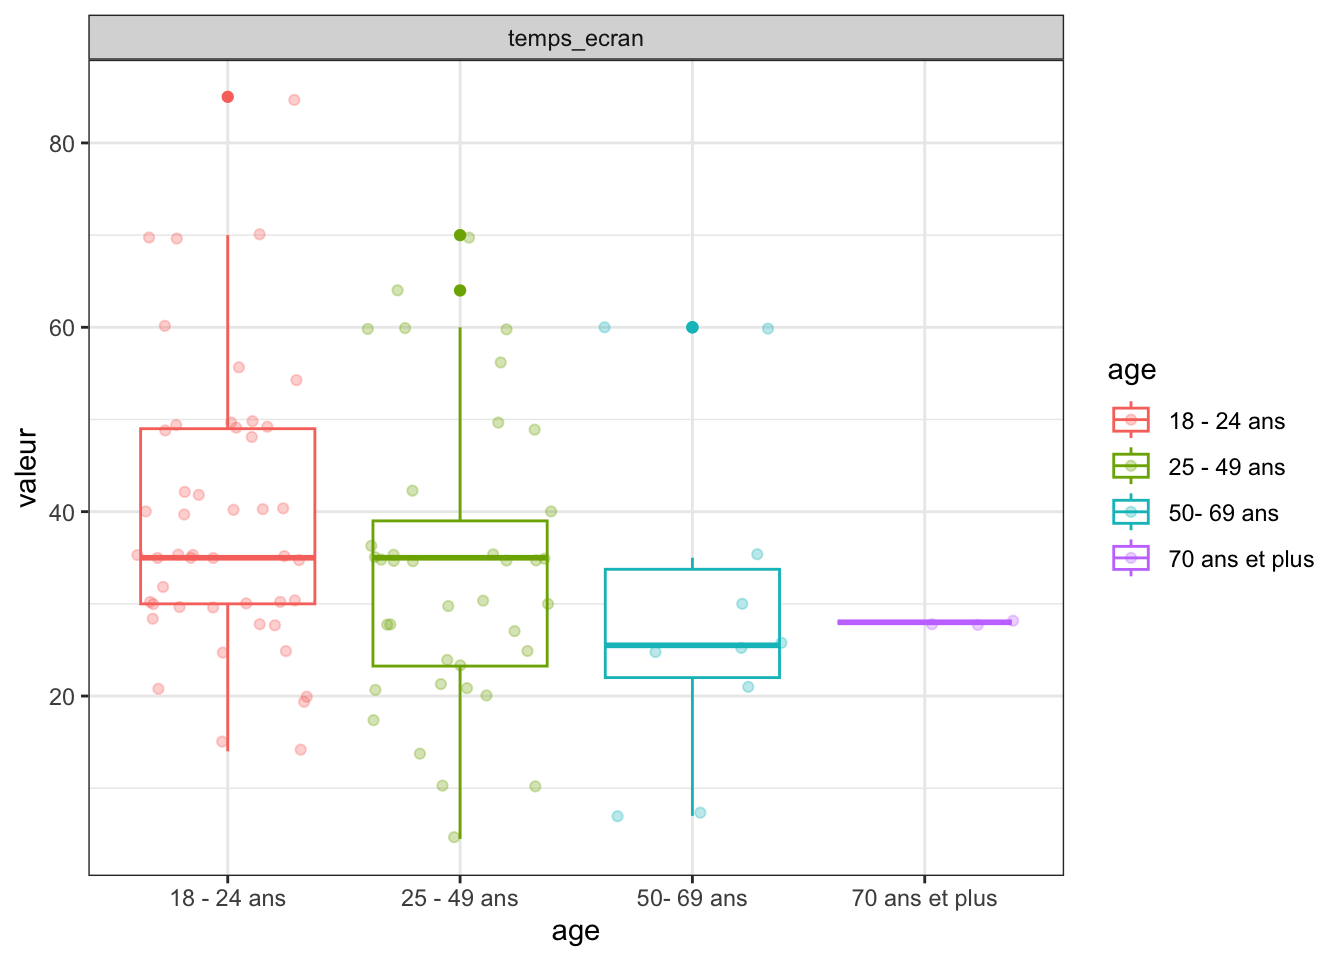 temps_ecran
80
60
40
20
valeur
18 - 24 ans
25 - 49 ans
50- 69 ans
70 ans et plus
age
age
18 - 24 ans
25 - 49 ans
50- 69 ans
70 ans et plus